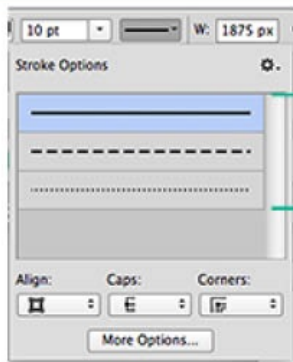 10 pt W: 1875 px
Stroke Options
Align: Caps: Corners:
More Options...